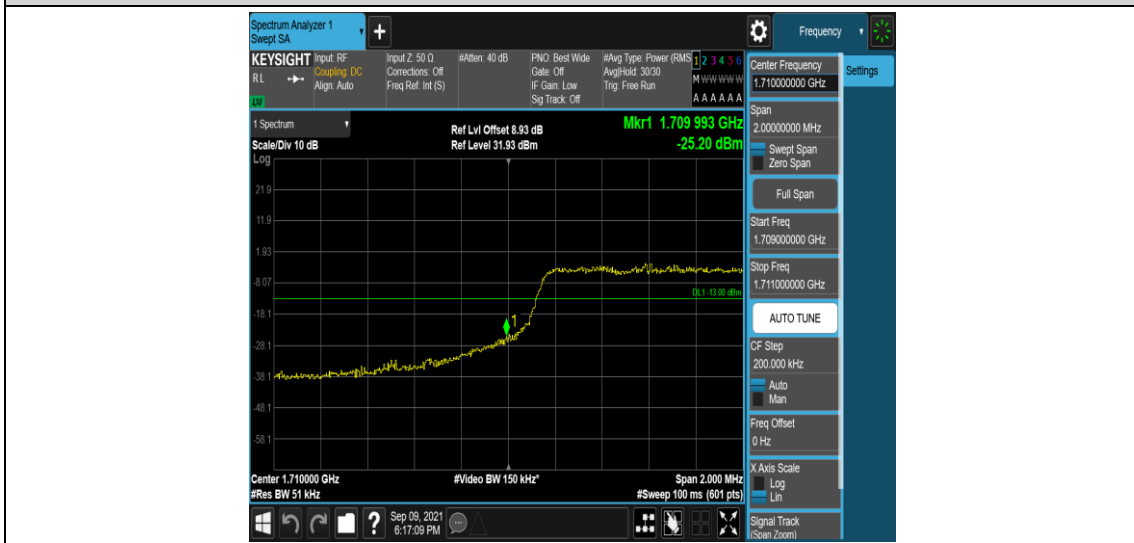 Spectrum Analyzer 1
Swept SA
+
Frequency
KEYSIGHT
RL
Input: RF
Coupling: DC
Align: Auto
Input Z: 50 Ω
Corrections: Off
Freq Ref: Int (S)
#Atten: 40 dB
PNO: Best Wide
Gate: Off
IF Gain: Low
Sig Track: Off
#Avg Type: Power (RMS
Avg|Hold: 30/30
Trig: Free Run
1 2 3 4 5 6
M W W W W W
A A A A A A
1 Spectrum
Scale/Div 10 dB
Log
Ref Lvl Offset 8.93 dB
Ref Level 31.93 dBm
Mkr1 1.709 993 GHz
-25.20 dBm
21.9
11.9
1.93
-8.07
-18.1
-28.1
-38.1
-48.1
-58.1
DL1 -13.00 dBm
1
Center 1.710000 GHz
#Res BW 51 kHz
#Video BW 150 kHz*
Span 2.000 MHz
#Sweep 100 ms (601 pts)
?
Sep 09, 2021
6:17:09 PM
Center Frequency
1.710000000 GHz
Settings
Span
2.00000000 MHz
Swept Span
Zero Span
Full Span
Start Freq
1.709000000 GHz
Stop Freq
1.711000000 GHz
AUTO TUNE
CF Step
200.000 kHz
Auto
Man
Freq Offset
0 Hz
X Axis Scale
Log
Lin
Signal Track
(Span Zoom)